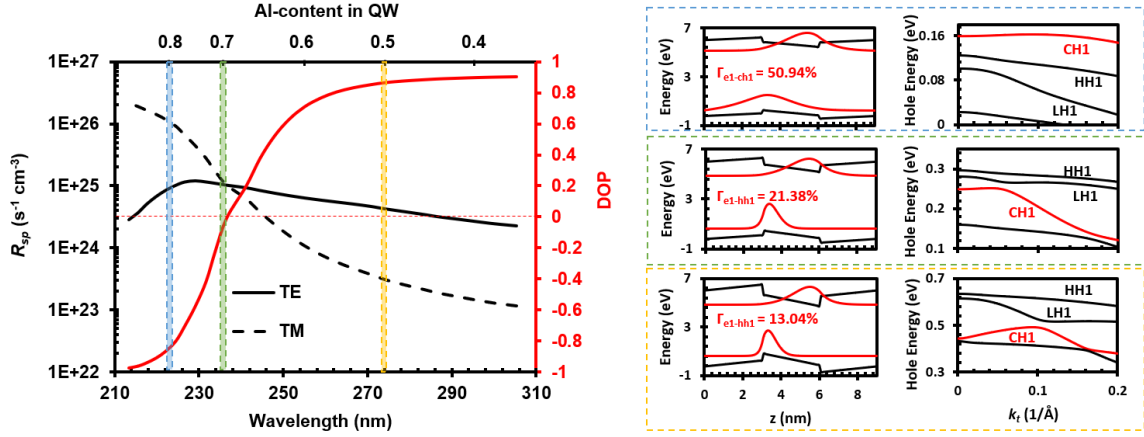 Al-content in QW
0.8 0.7 0.6 0.5 0.4
1E+27
1E+26
1E+25
1E+24
1E+23
1E+22
Rsp (s-1 cm-3)
1
0.8
0.6
0.4
0.2
0
-0.2
-0.4
-0.6
-0.8
-1
DOP
TE
TM
210 230 250 270 290 310
Wavelength (nm)
7
3
-1
Energy (eV)
Γe1-ch1 = 50.94%
0.16
0.08
0
Hole Energy (eV)
CH1
HH1
LH1
7
3
-1
Energy (eV)
Γe1-hh1 = 21.38%
0.3
0.2
0.1
Hole Energy (eV)
HH1
LH1
CH1
7
3
-1
Energy (eV)
Γe1-hh1 = 13.04%
0 2 4 6 8
z (nm)
0.7
0.5
0.3
Hole Energy (eV)
HH1
LH1
CH1
0 0.1 0.2
kt (1/Å)